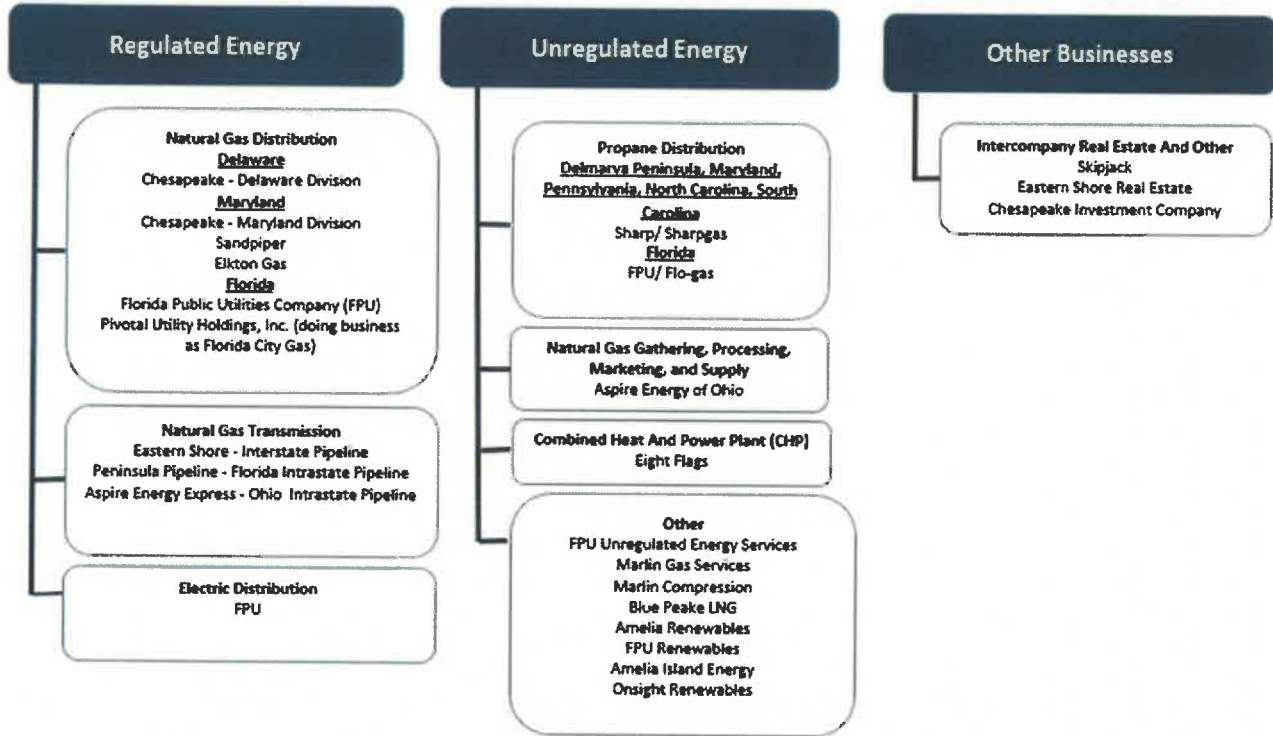 Regulated Energy
Natural Gas Distribution
Delaware
Chesapeake - Delaware Division
Maryland
Chesapeake - Maryland Division
Sandpiper
Elkton Gas
Florida
Florida Public Utilities Company (FPU)
Pivotal Utility Holdings, Inc. (doing business
as Florida City Gas)
Natural Gas Transmission
Eastern Shore - Interstate Pipeline
Peninsula Pipeline - Florida Intrastate Pipeline
Aspire Energy Express - Ohio Intrastate Pipeline
Electric Distribution
FPU
Unregulated Energy
Propane Distribution
Delmarva Peninsula, Maryland,
Pennsylvania, North Carolina, South
Carolina
Sharp/ Sharpgas
Florida
FPU/ Flo-gas
Natural Gas Gathering, Processing,
Marketing, and Supply
Aspire Energy of Ohio
Combined Heat And Power Plant (CHP)
Eight Flags
Other
FPU Unregulated Energy Services
Marlin Gas Services
Marlin Compression
Blue Peake LNG
Amelia Renewables
FPU Renewables
Amelia Island Energy
Onsight Renewables
Other Businesses
Intercompany Real Estate And Other
Skipjack
Eastern Shore Real Estate
Chesapeake Investment Company